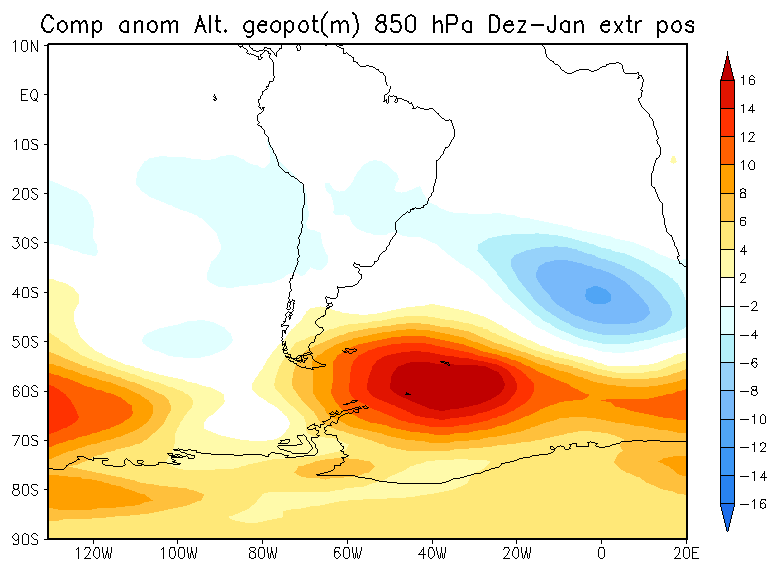 Comp anom Alt. geopot(m) 850 hPa Dez-Jan extr pos
10N
EQ
10S
20S
30S
40S
50S
60S
70S
80S
90S
120W 100W 80W 60W 40W 20W 0 20E
16
14
12
10
8
6
4
2
-2
-4
-6
-8
-10
-12
-14
-16